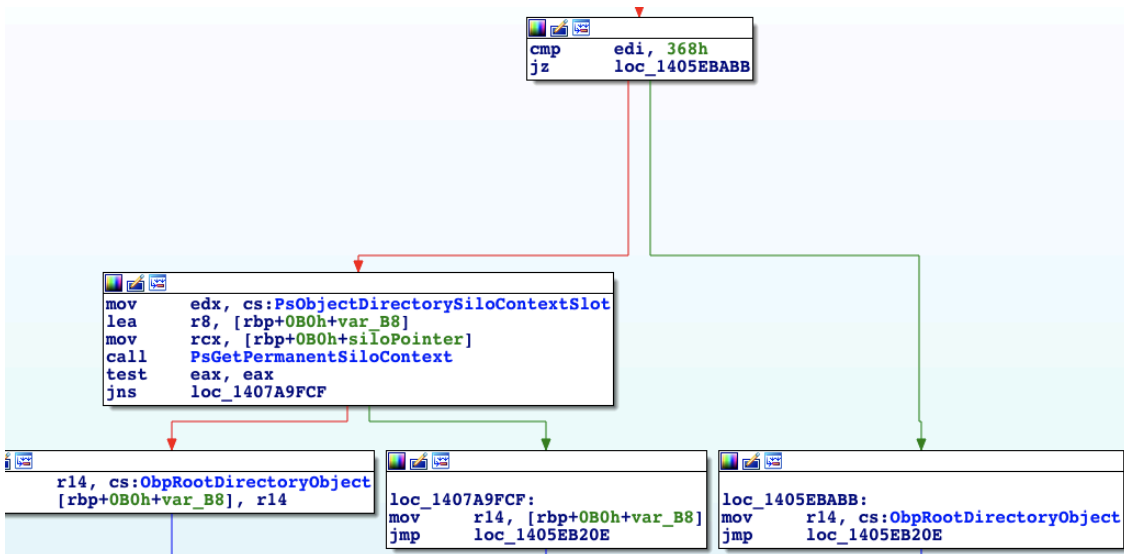 cmp edi, 368h
jz loc_1405EBABB
mov edx, cs:PsObjectDirectorySiloContextSlot
lea r8, [rbp+0B0h+var_B8]
mov rcx, [rbp+0B0h+siloPointer]
call PsGetPermanentSiloContext
test eax, eax
jns loc_1407A9FCF
r14, cs:ObpRootDirectoryObject
[rbp+0B0h+var_B8], r14
loc_1407A9FCF:
mov r14, [rbp+0B0h+var_B8]
jmp loc_1405EB20E
loc_1405EBABB:
mov r14, cs:ObpRootDirectoryObject
jmp loc_1405EB20E